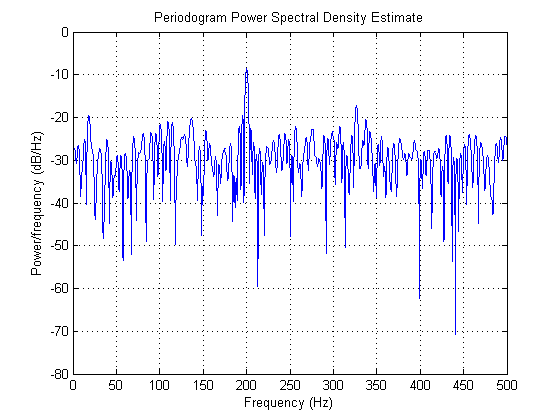 Periodogram Power Spectral Density Estimate
0
-10
-20
-30
-40
-50
-60
-70
-80
Power/frequency (dB/Hz)
0 50 100 150 200 250 300 350 400 450 500
Frequency (Hz)